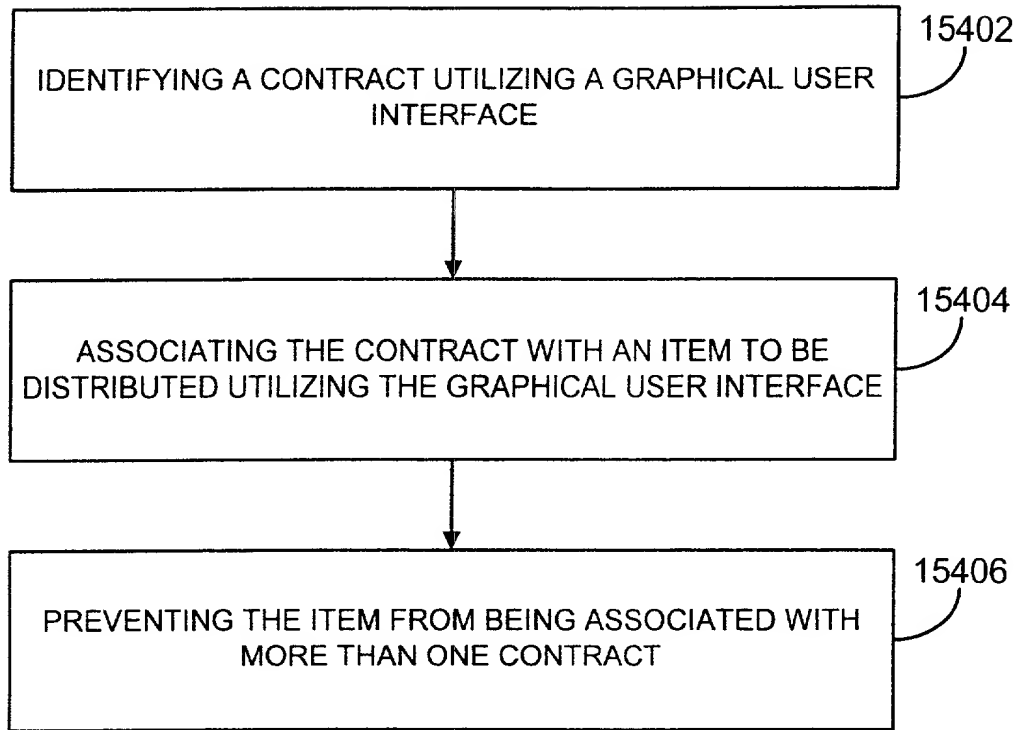 15402
IDENTIFYING A CONTRACT UTILIZING A GRAPHICAL USER
INTERFACE
15404
ASSOCIATING THE CONTRACT WITH AN ITEM TO BE
DISTRIBUTED UTILIZING THE GRAPHICAL USER INTERFACE
15406
PREVENTING THE ITEM FROM BEING ASSOCIATED WITH
MORE THAN ONE CONTRACT